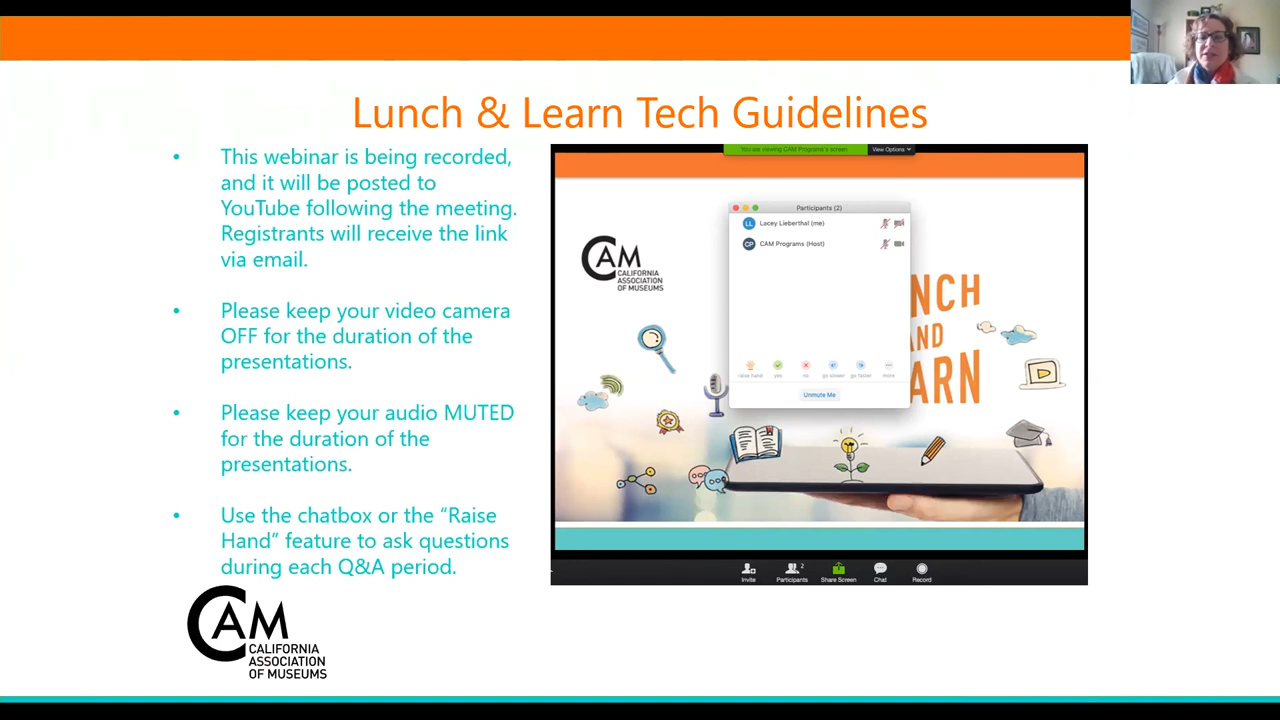 Lunch & Learn Tech Guidelines
• This webinar is being recorded,
and it will be posted to
YouTube following the meeting.
Registrants will receive the link
via email.
• Please keep your video camera
OFF for the duration of the
presentations.
• Please keep your audio MUTED
for the duration of the
presentations.
• Use the chatbox or the “Raise
Hand” feature to ask questions
during each Q&A period.
CAM
CALIFORNIA
ASSOCIATION
OF MUSEUMS
You are viewing CAM Programs's screen
View Options
Participants (2)
LL Lacey Lieberthal (me)
CP CAM Programs (Host)
CAM
CALIFORNIA
ASSOCIATION
OF MUSEUMS
NCH
AND
ARN
raise hand yes no go slower go faster more
Unmute Me
Invite Participants 2 Share Screen Chat Record